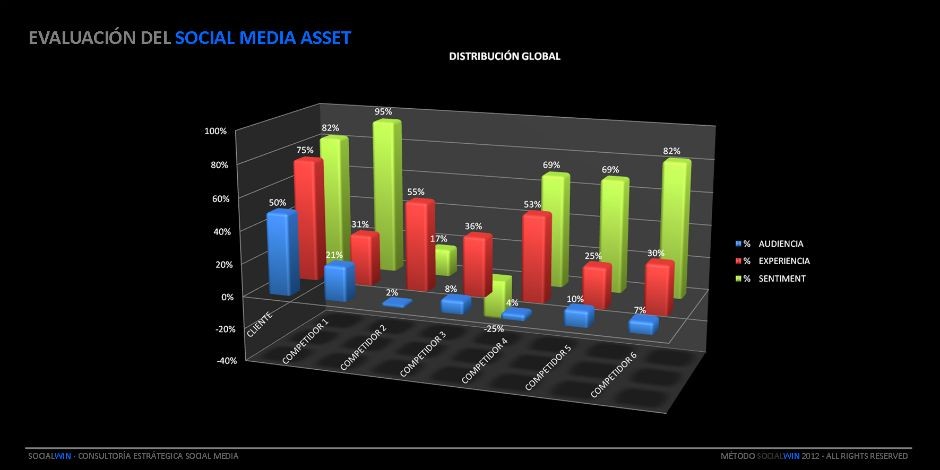 EVALUACIÓN DEL SOCIAL MEDIA ASSET
DISTRIBUCIÓN GLOBAL
100%
80%
60%
40%
20%
0%
-20%
-40%
50%
75%
82%
21%
31%
95%
2%
55%
17%
8%
36%
-25%
4%
53%
69%
10%
25%
69%
7%
30%
82%
CLIENTE
COMPETIDOR 1
COMPETIDOR 2
COMPETIDOR 3
COMPETIDOR 4
COMPETIDOR 5
COMPETIDOR 6
% AUDIENCIA
% EXPERIENCIA
% SENTIMENT
SOCIALWIN - CONSULTORÍA ESTRÁTEGICA SOCIAL MEDIA
MÉTODO SOCIALWIN 2012 - ALL RIGHTS RESERVED